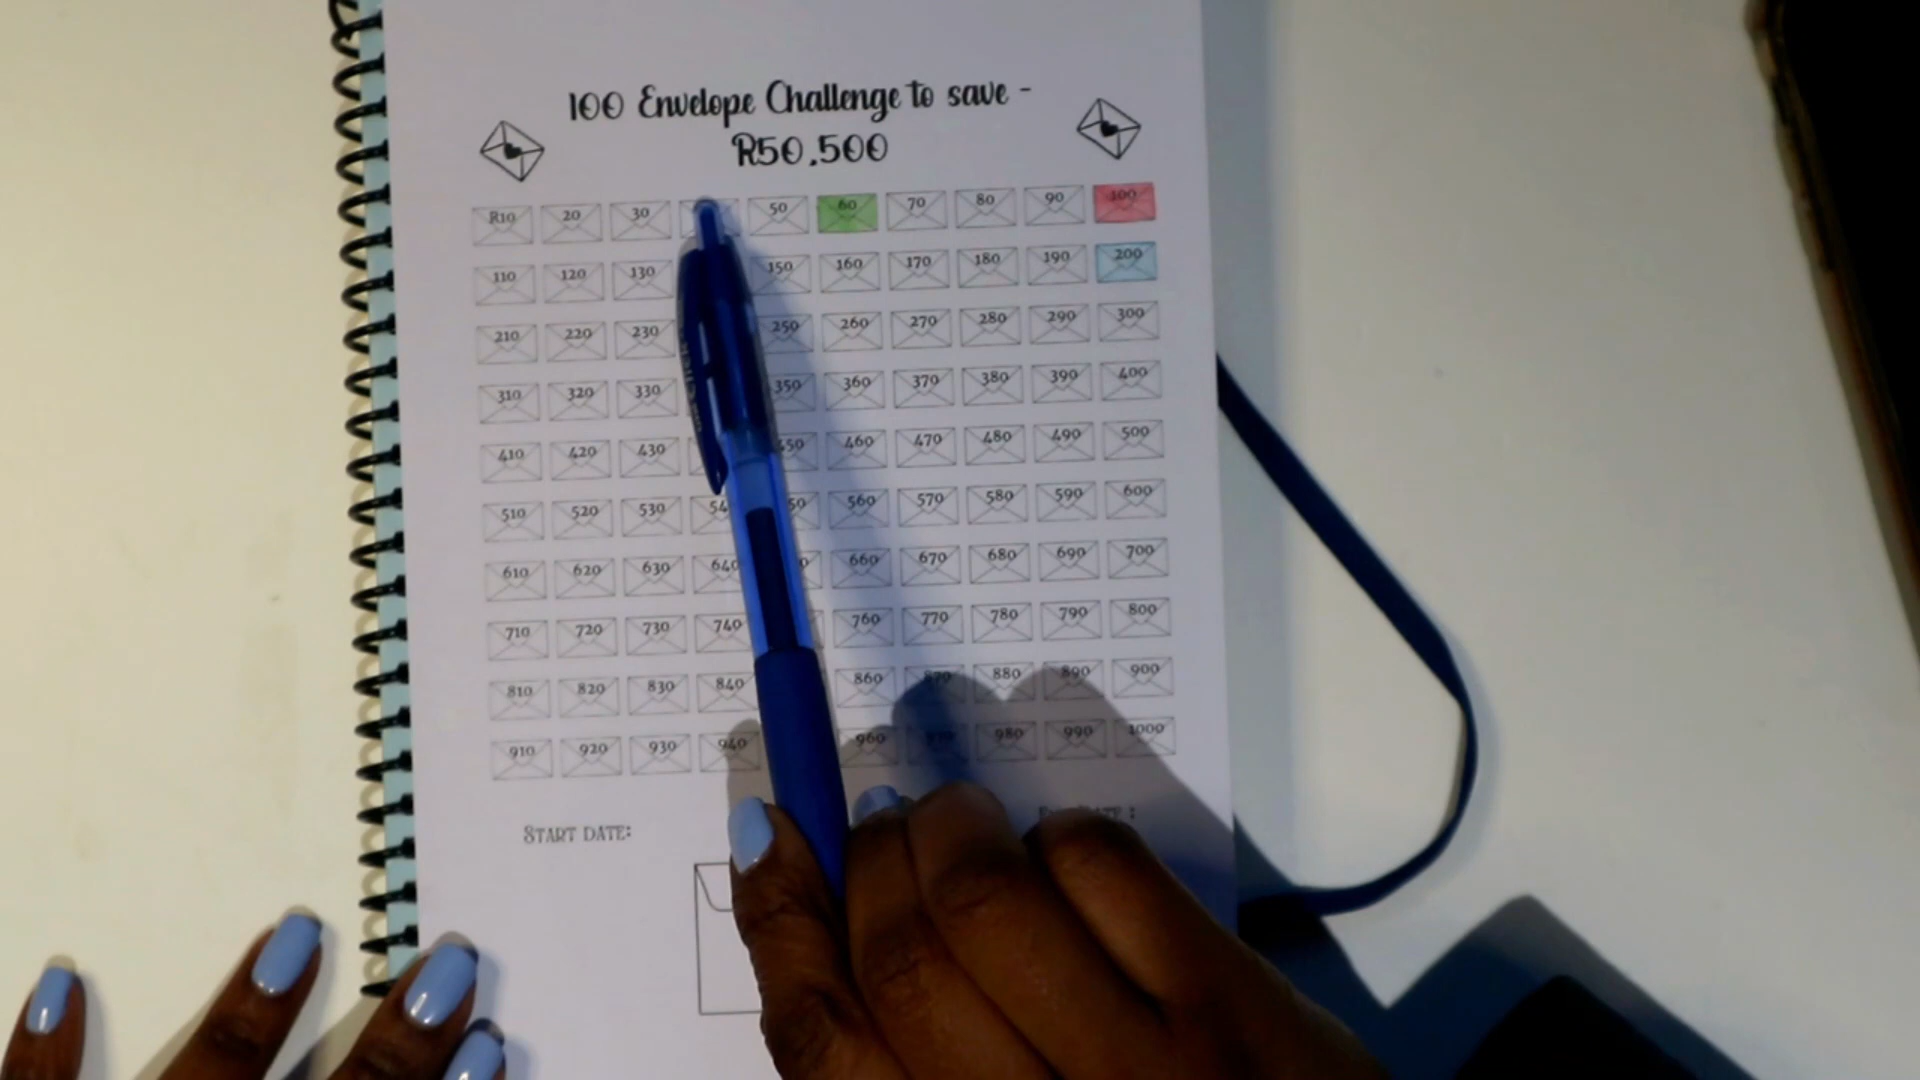 100 Envelope Challenge to save -
R50,500
R10 20 30 50 60 70 80 90 100
110 120 130 150 160 170 180 190 200
210 220 230 250 260 270 280 290 300
310 320 330 350 360 370 380 390 400
410 420 430 450 460 470 480 490 500
510 520 530 560 570 580 590 600
610 620 630 640 660 670 680 690 700
710 720 730 740 760 770 780 790 800
810 820 830 840 860 870 880 890 900
910 920 930 940 960 970 980 990 1000
START DATE: